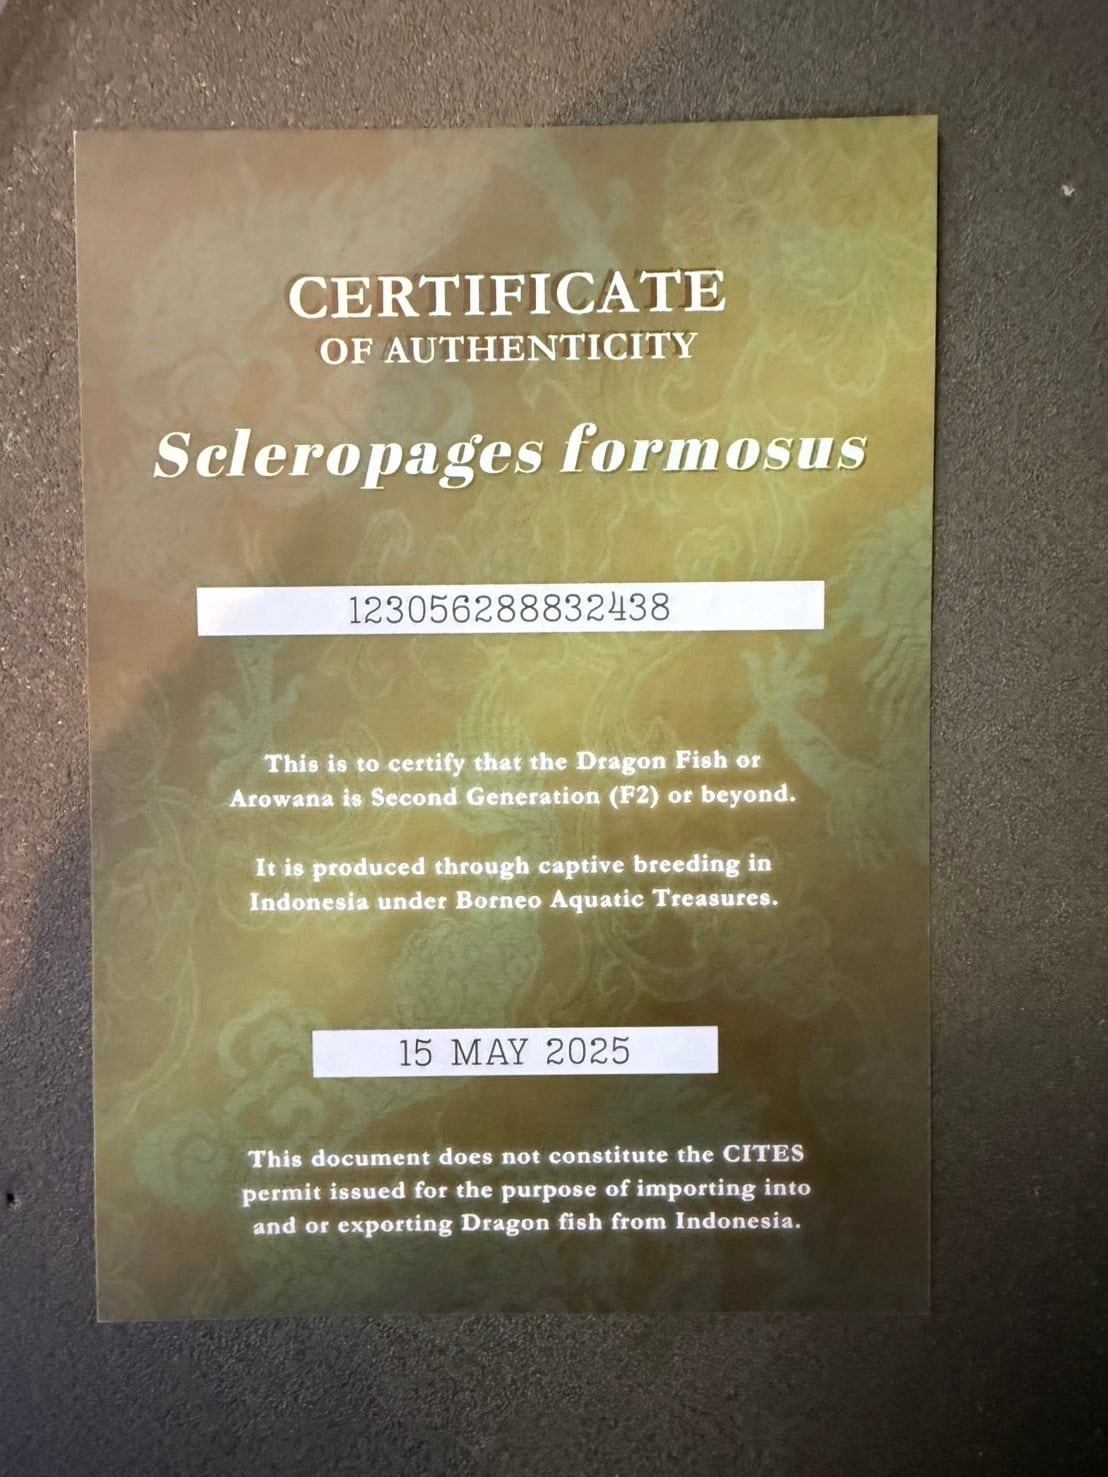 CERTIFICATE
OF AUTHENTICITY
Scleropages formosus
123056288832438
This is to certify that the Dragon Fish or
Arowana is Second Generation (F2) or beyond.
It is produced through captive breeding in
Indonesia under Borneo Aquatic Treasures.
15 MAY 2025
This document does not constitute the CITES
permit issued for the purpose of importing into
and or exporting Dragon fish from Indonesia.